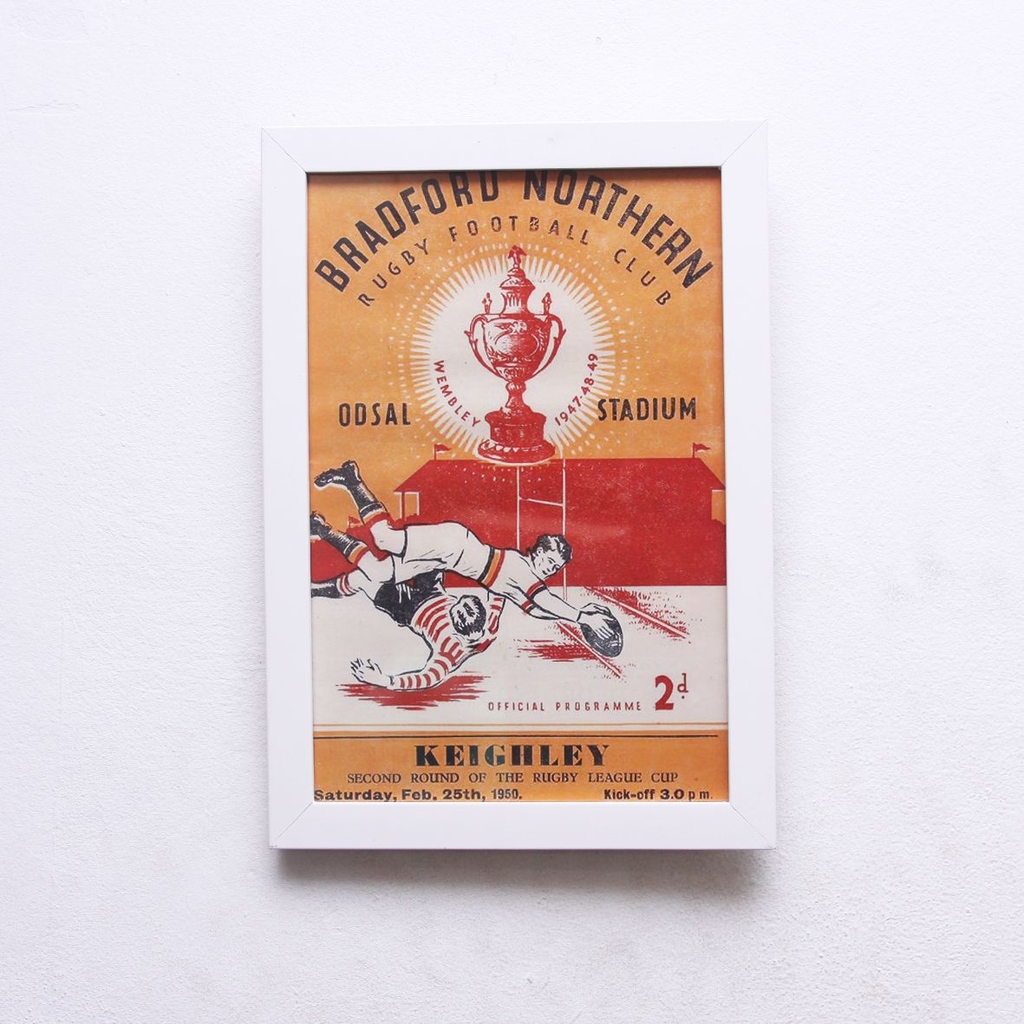 BRADFORD NORTHERN
RUGBY FOOTBALL CLUB
WEMBLEY 1947-48-49
ODSAL STADIUM
OFFICIAL PROGRAMME 2d
KEIGHLEY
SECOND ROUND OF THE RUGBY LEAGUE CUP
Saturday, Feb. 25th, 1950. Kick-off 3.0 p m.